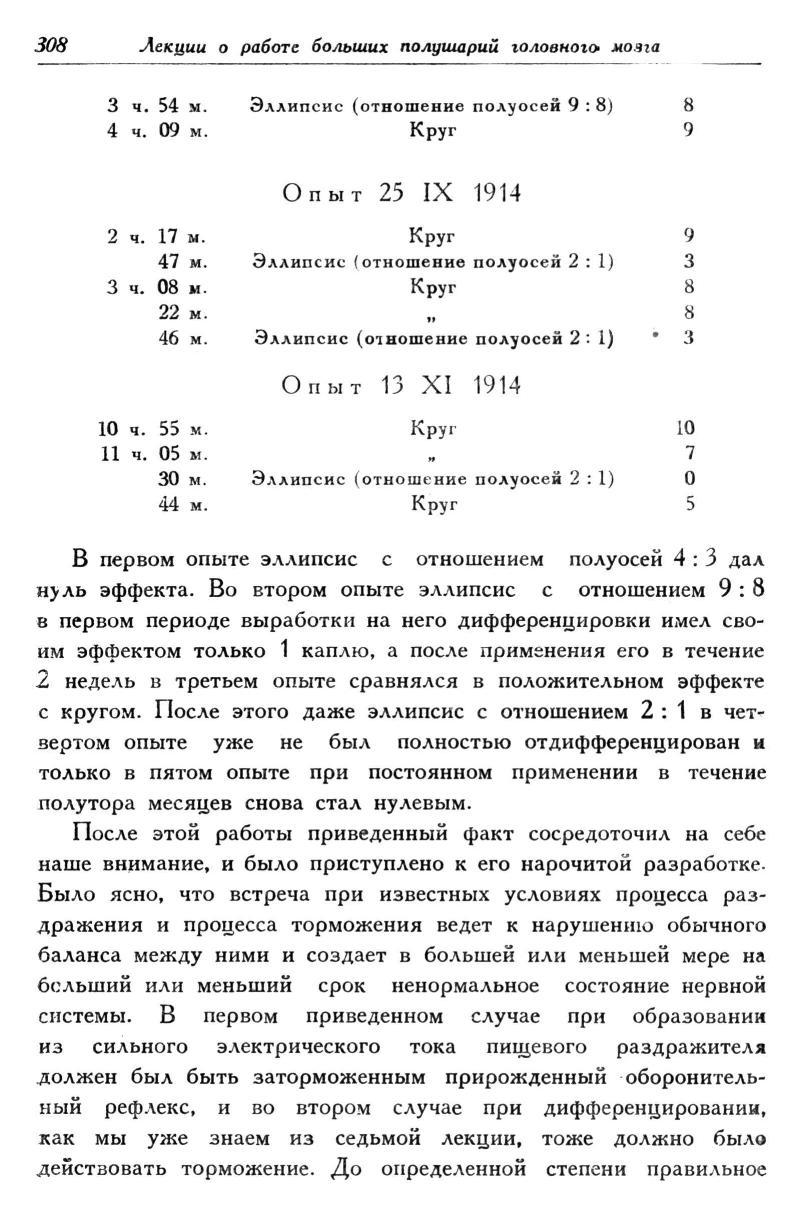 308 Лекции о работе больших полушарий головного мозга
3 ч. 54 м. Эллипсис (отношение полуосей 9 : 8) 8
4 ч. 09 м. Круг 9
Опыт 25 IX 1914
2 ч. 17 м. Круг 9
47 м. Эллипсис (отношение полуосей 2 : 1) 3
3 ч. 08 м. Круг 8
22 м. „ 8
46 м. Эллипсис (отношение полуосей 2 : 1) 3
Опыт 13 XI 1914
10 ч. 55 м. Круг 10
11 ч. 05 м. „ 7
30 м. Эллипсис (отношение полуосей 2 : 1) 0
44 м. Круг 5
В первом опыте эллипсис с отношением полуосей 4 : 3 дал
нуль эффекта. Во втором опыте эллипсис с отношением 9 : 8
в первом периоде выработки на него дифференцировки имел сво-
им эффектом только 1 каплю, а после применения его в течение
2 недель в третьем опыте сравнялся в положительном эффекте
с кругом. После этого даже эллипсис с отношением 2 : 1 в чет-
вертом опыте уже не был полностью отдифференцирован и
только в пятом опыте при постоянном применении в течение
полутора месяцев снова стал нулевым.
После этой работы приведенный факт сосредоточил на себе
наше внимание, и было приступлено к его нарочитой разработке.
Было ясно, что встреча при известных условиях процесса раз-
дражения и процесса торможения ведет к нарушению обычного
баланса между ними и создает в большей или меньшей мере на
больший или меньший срок ненормальное состояние нервной
системы. В первом приведенном случае при образовании
из сильного электрического тока пищевого раздражителя
должен был быть заторможенным прирожденный оборонитель-
ный рефлекс, и во втором случае при дифференцировании,
как мы уже знаем из седьмой лекции, тоже должно было
действовать торможение. До определенной степени правильное